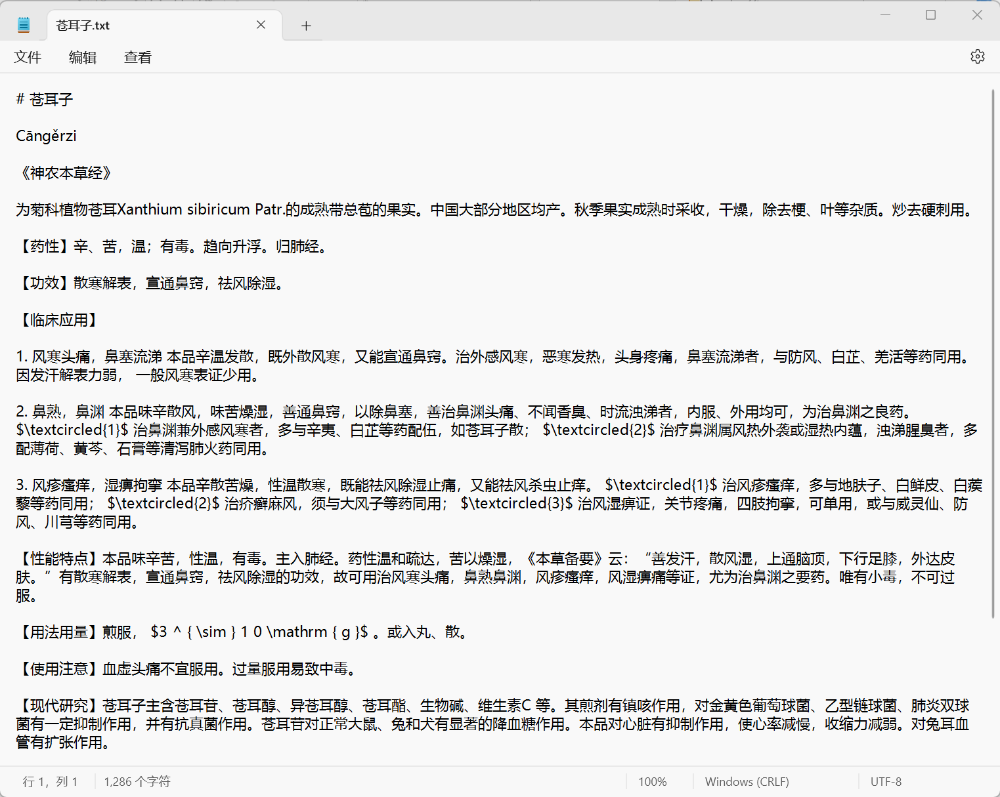 苍耳子.txt
文件 编辑 查看
# 苍耳子
Cāngěrzi
《神农本草经》
为菊科植物苍耳Xanthium sibiricum Patr.的成熟带总苞的果实。中国大部分地区均产。秋季果实成熟时采收，干燥，除去梗、叶等杂质。炒去硬刺用。
【药性】辛、苦，温；有毒。趋向升浮。归肺经。
【功效】散寒解表，宣通鼻窍，祛风除湿。
【临床应用】
1. 风寒头痛，鼻塞流涕 本品辛温发散，既外散风寒，又能宣通鼻窍。治外感风寒，恶寒发热，头身疼痛，鼻塞流涕者，与防风、白芷、羌活等药同用。
因发汗解表力弱， 一般风寒表证少用。
2. 鼻熟，鼻渊 本品味辛散风，味苦燥湿，善通鼻窍，以除鼻塞，善治鼻渊头痛、不闻香臭、时流浊涕者，内服、外用均可，为治鼻渊之良药。
$\textcircled{1}$ 治鼻渊兼外感风寒者，多与辛夷、白芷等药配伍，如苍耳子散； $\textcircled{2}$ 治疗鼻渊属风热外袭或湿热内蕴，浊涕腥臭者，多
配薄荷、黄芩、石膏等清泻肺火药同用。
3. 风疹瘙痒，湿痹拘挛 本品辛散苦燥，性温散寒，既能祛风除湿止痛，又能祛风杀虫止痒。 $\textcircled{1}$ 治风疹瘙痒，多与地肤子、白鲜皮、白蒺
藜等药同用； $\textcircled{2}$ 治疥癣麻风，须与大风子等药同用； $\textcircled{3}$ 治风湿痹证，关节疼痛，四肢拘挛，可单用，或与威灵仙、防
风、川芎等药同用。
【性能特点】本品味辛苦，性温，有毒。主入肺经。药性温和疏达，苦以燥湿，《本草备要》云：“善发汗，散风湿，上通脑顶，下行足膝，外达皮
肤。”有散寒解表，宣通鼻窍，祛风除湿的功效，故可用治风寒头痛，鼻熟鼻渊，风疹瘙痒，风湿痹痛等证，尤为治鼻渊之要药。唯有小毒，不可过
服。
【用法用量】煎服， $3 ^ { \sim } 1 0 \mathrm { g }$ 。或入丸、散。
【使用注意】血虚头痛不宜服用。过量服用易致中毒。
【现代研究】苍耳子主含苍耳苷、苍耳醇、异苍耳醇、苍耳酯、生物碱、维生素C 等。其煎剂有镇咳作用，对金黄色葡萄球菌、乙型链球菌、肺炎双球
菌有一定抑制作用，并有抗真菌作用。苍耳苷对正常大鼠、兔和犬有显著的降血糖作用。本品对心脏有抑制作用，使心率减慢，收缩力减弱。对兔耳血
管有扩张作用。
行 1，列 1 1,286 个字符 100% Windows (CRLF) UTF-8